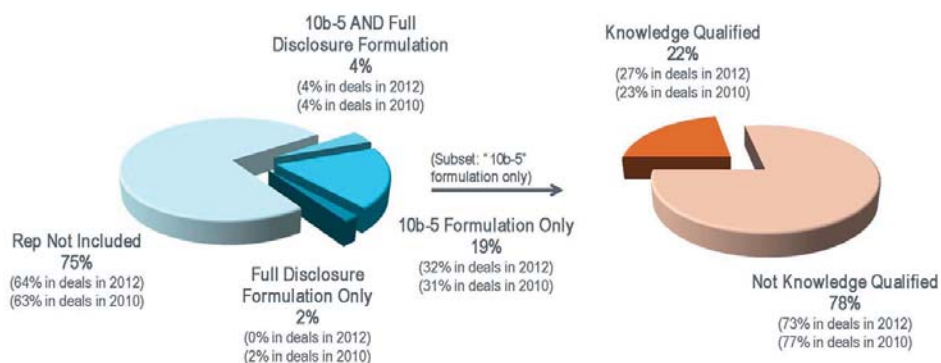 10b-5 AND Full
Disclosure Formulation
4%
(4% in deals in 2012)
(4% in deals in 2010)
Rep Not Included
75%
(64% in deals in 2012)
(63% in deals in 2010)
Full Disclosure
Formulation Only
2%
(0% in deals in 2012)
(2% in deals in 2010)
(Subset: "10b-5"
formulation only)
10b-5 Formulation Only
19%
(32% in deals in 2012)
(31% in deals in 2010)
Knowledge Qualified
22%
(27% in deals in 2012)
(23% in deals in 2010)
Not Knowledge Qualified
78%
(73% in deals in 2012)
(77% in deals in 2010)